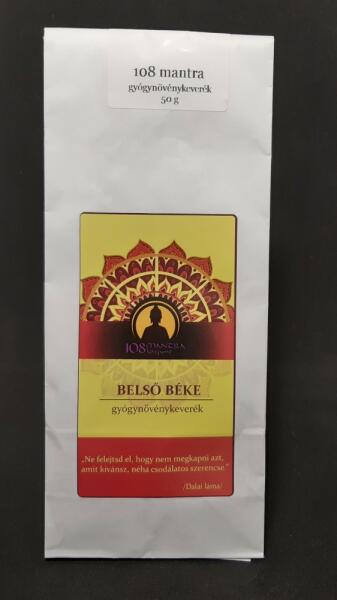 108 mantra
gyógynövénykeverék
50 g
108 MANTRA
központ
BELSŐ BÉKE
gyógynövénykeverék
„Ne felejtsd el, hogy nem megkapni azt,
amit kívánsz, néha csodálatos szerencse."
/Dalai láma/